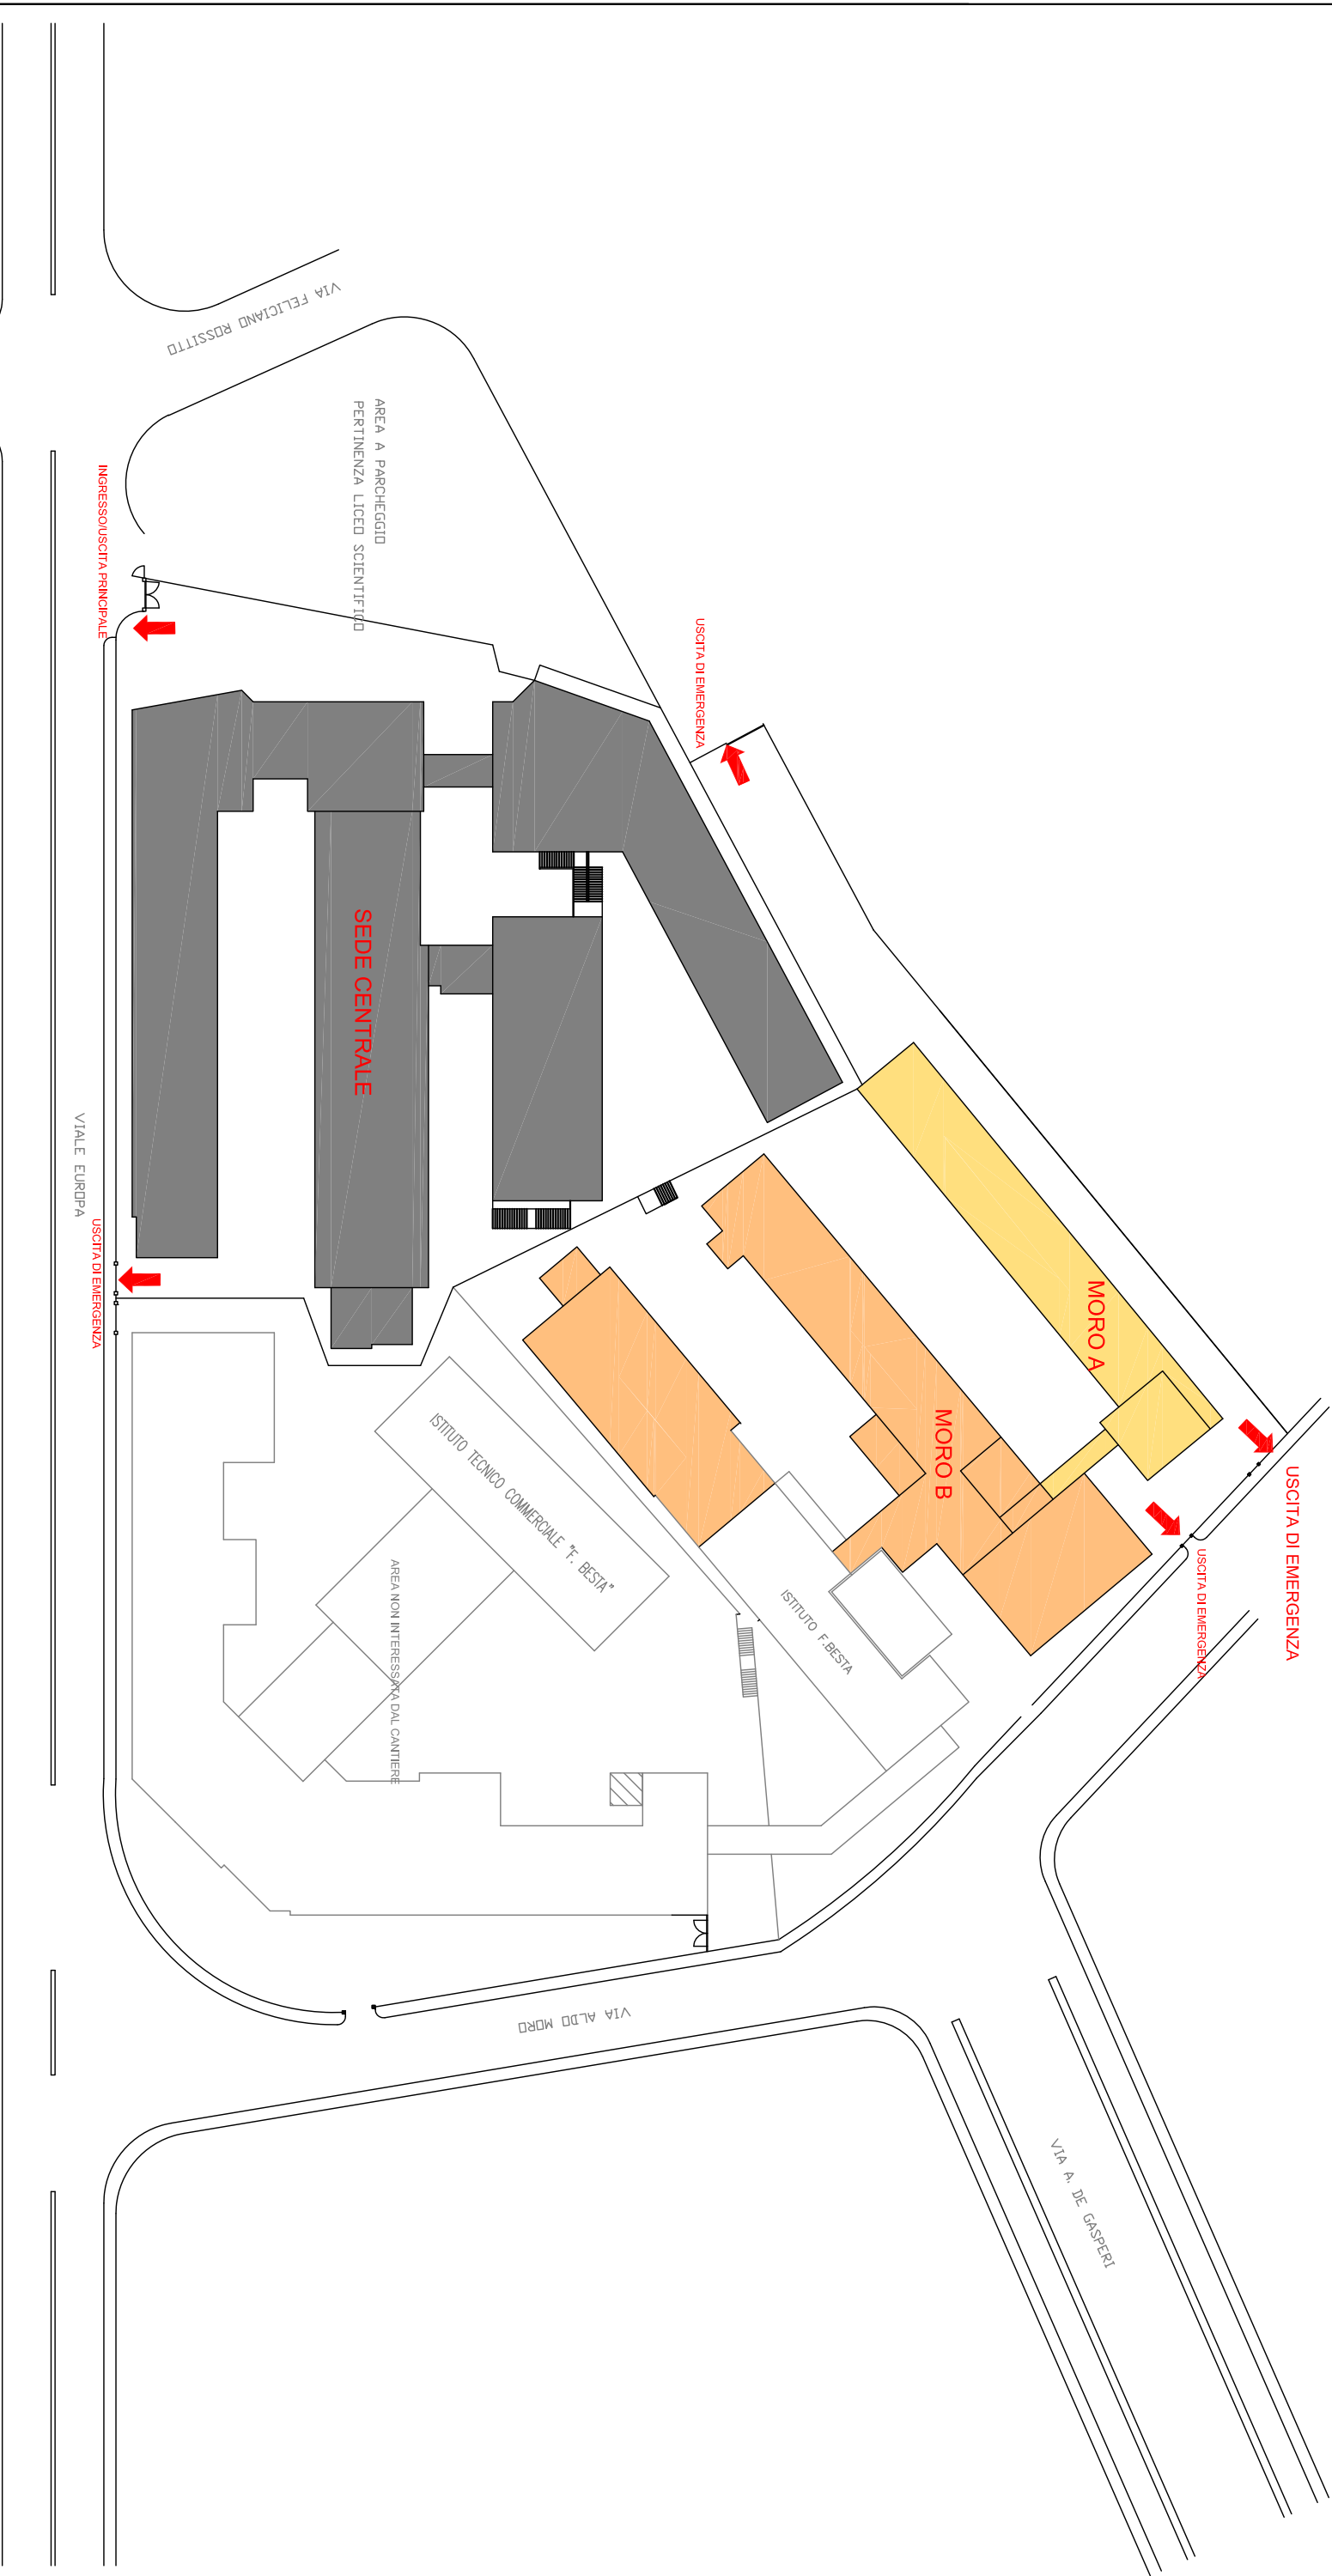 VIA FELICIANO ROSSITTO
AREA A PARCHEGGIO
PERTINENZA LICEO SCIENTIFICO
INGRESSO/USCITA PRINCIPALE
USCITA DI EMERGENZA
SEDE CENTRALE
VIALE EUROPA
USCITA DI EMERGENZA
MORO A
MORO B
USCITA DI EMERGENZA
USCITA DI EMERGENZA
ISTITUTO TECNICO COMMERCIALE "F. BESTA"
ISTITUTO F.BESTA
AREA NON INTERESSATA DAL CANTIERE
VIA ALDO MORO
VIA A. DE GASPERI